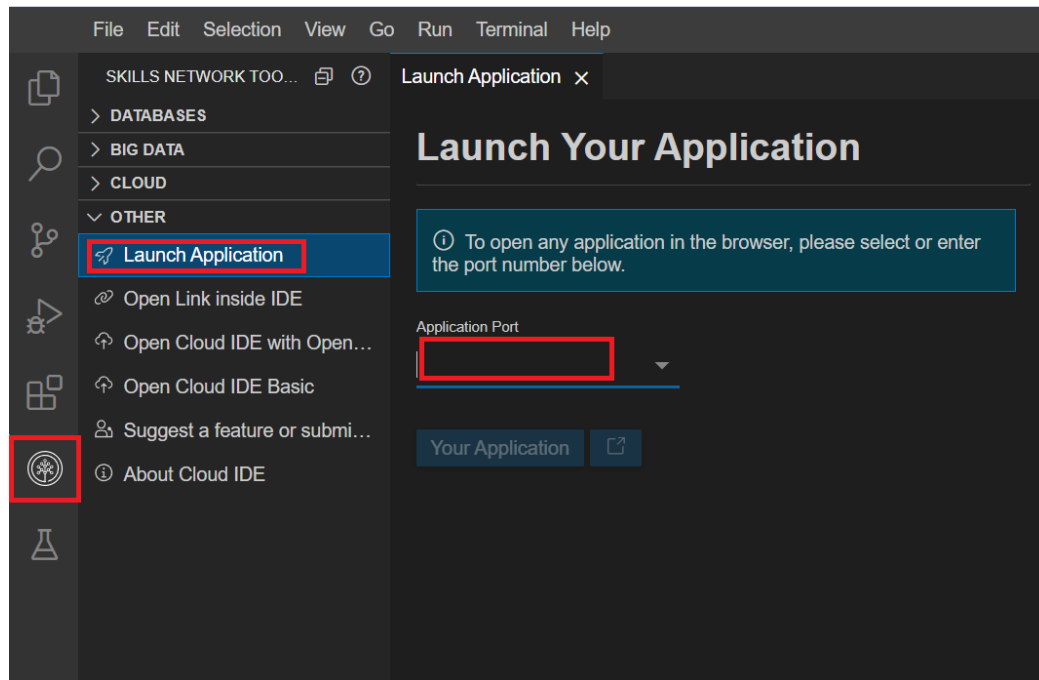 File Edit Selection View Go Run Terminal Help
SKILLS NETWORK TOO...
Launch Application
DATABASES
BIG DATA
CLOUD
OTHER
Launch Application
Open Link inside IDE
Open Cloud IDE with Open...
Open Cloud IDE Basic
Suggest a feature or submi...
About Cloud IDE
Launch Your Application
To open any application in the browser, please select or enter
the port number below.
Application Port
Your Application